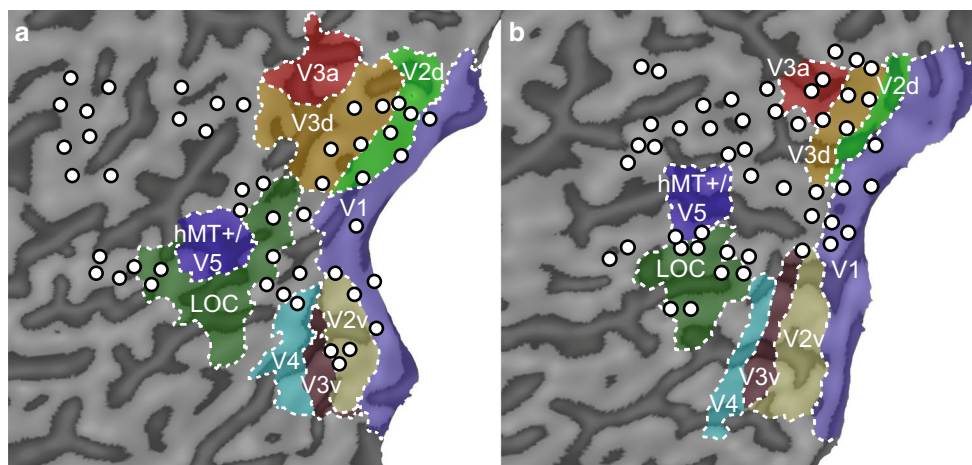 a
V3a
V2d
V3d
V1
hMT+/
V5
LOC
V2v
V4
V3v
b
V3a
V2d
V3d
hMT+/
V5
V1
LOC
V2v
V3v
V4